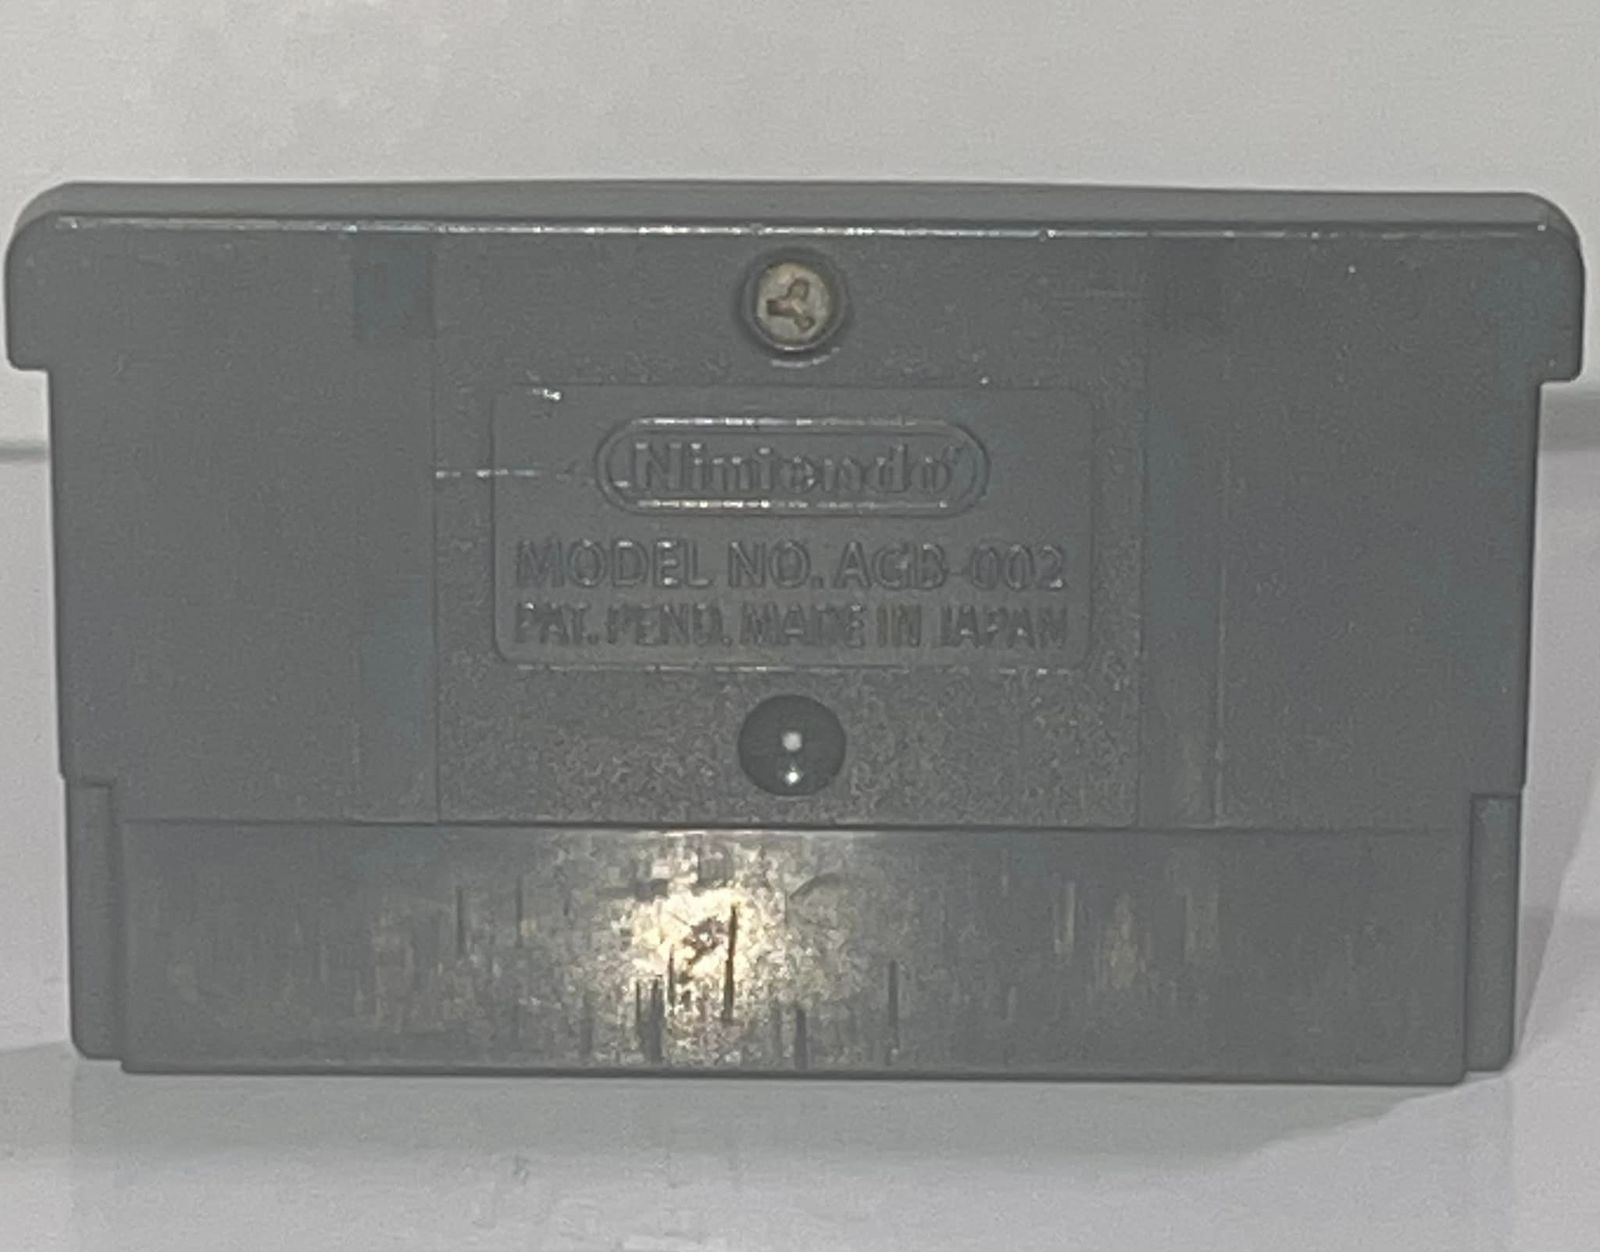 Nintendo
MODEL NO. AGB-002
PAT. PEND. MADE IN JAPAN